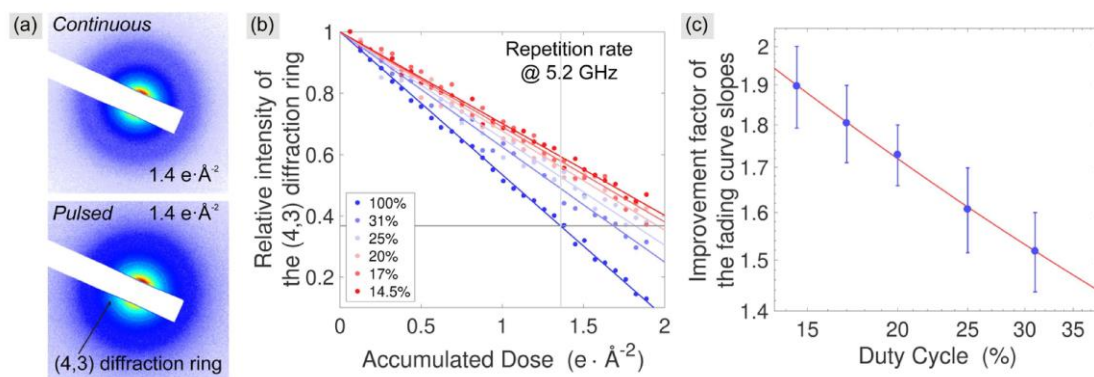 (a)
Continuous
1.4 e·Å⁻²
Pulsed
1.4 e·Å⁻²
(4,3) diffraction ring
(b)
Relative intensity of
the (4,3) diffraction ring
1
0.8
0.6
0.4
0.2
Repetition rate
@ 5.2 GHz
100%
31%
25%
20%
17%
14.5%
0
0.5
1
1.5
2
Accumulated Dose (e · Å⁻²)
(c)
Improvement factor of
the fading curve slopes
2
1.9
1.8
1.7
1.6
1.5
1.4
15
20
25
30
35
Duty Cycle (%)